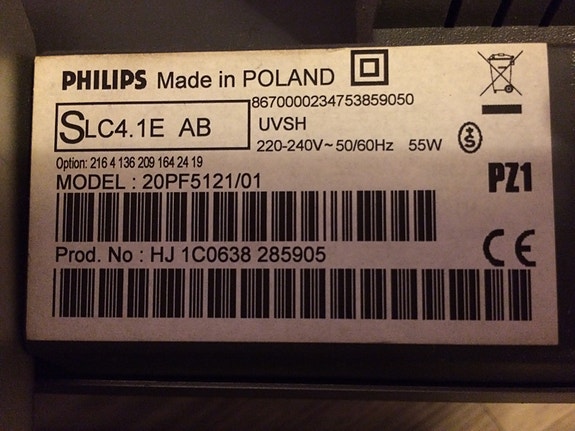 PHILIPS Made in POLAND
8670000234753859050
SLC4.1E AB
UVSH
220-240V~ 50/60Hz 55W
S
Option: 216 4 136 209 164 24 19
MODEL : 20PF5121/01
PZ1
Prod. No : HJ 1C0638 285905
CE